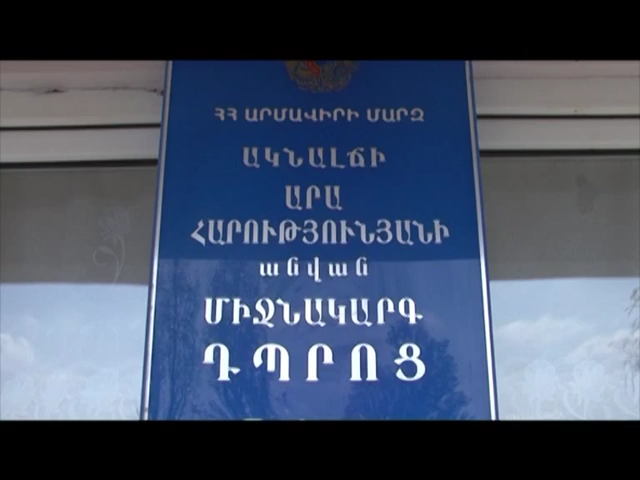 ՀՀ ԱՐՄԱՎԻՐԻ ՄԱՐԶ
ԱԿՆԱԼՃԻ
ԱՐԱ
ՀԱՐՈՒԹՅՈՒՆՅԱՆԻ
անվան
ՄԻՋՆԱԿԱՐԳ
ԴՊՐՈՑ